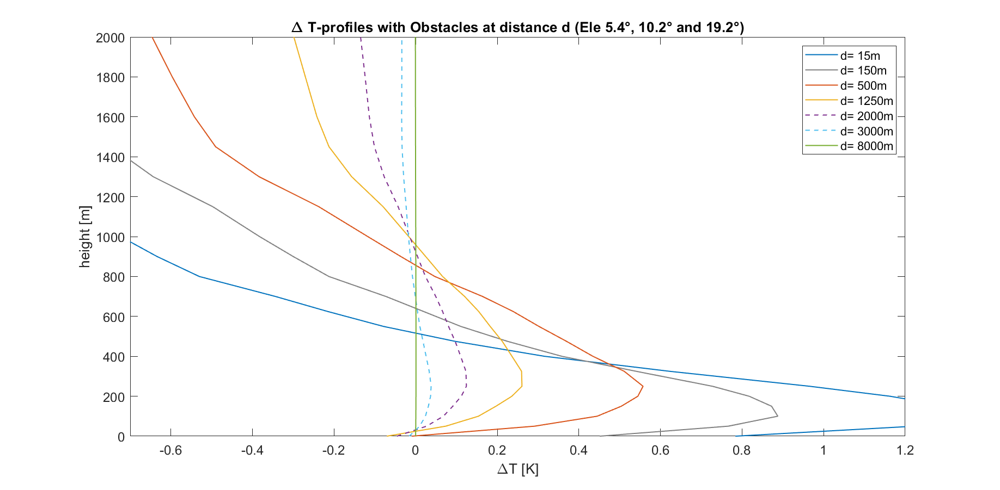 Δ T-profiles with Obstacles at distance d (Ele 5.4°, 10.2° and 19.2°)
2000
1800
1600
1400
1200
1000
800
600
400
200
0
height [m]
d= 15m
d= 150m
d= 500m
d= 1250m
d= 2000m
d= 3000m
d= 8000m
-0.6
-0.4
-0.2
0
0.2
0.4
0.6
0.8
1
1.2
ΔT [K]